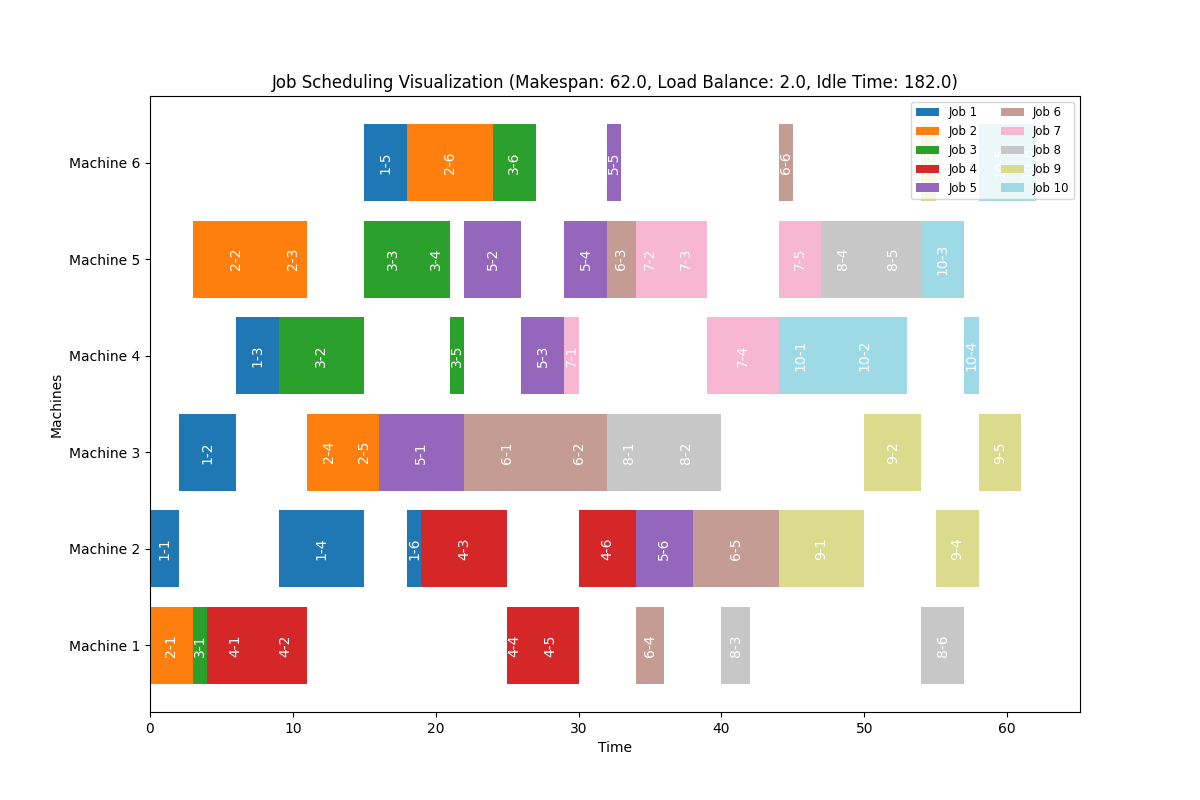 Job Scheduling Visualization (Makespan: 62.0, Load Balance: 2.0, Idle Time: 182.0)
Job 1 Job 6
Job 2 Job 7
Job 3 Job 8
Job 4 Job 9
Job 5 Job 10
Machine 6 1-5 2-6 3-6 5-5 6-6
Machine 5 2-2 2-3 3-3 3-4 5-2 5-4 6-3 7-2 7-3 7-5 8-4 8-5 10-3
Machine 4 1-3 3-2 3-5 5-3 7-1 7-4 10-1 10-2 10-4
Machine 3 1-2 2-4 2-5 5-1 6-1 6-2 8-1 8-2 9-2 9-5
Machine 2 1-1 1-4 1-6 4-3 4-6 5-6 6-5 9-1 9-4
Machine 1 2-1 3-1 4-1 4-2 4-4 4-5 6-4 8-3 8-6
Machines
0 10 20 30 40 50 60
Time